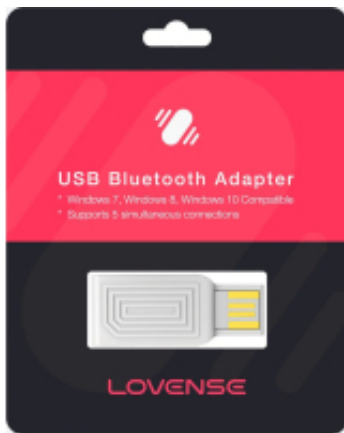 USB Bluetooth Adapter
* Windows 7, Windows 8, Windows 10 Compatible
* Supports 5 simultaneous connections
LOVENSE